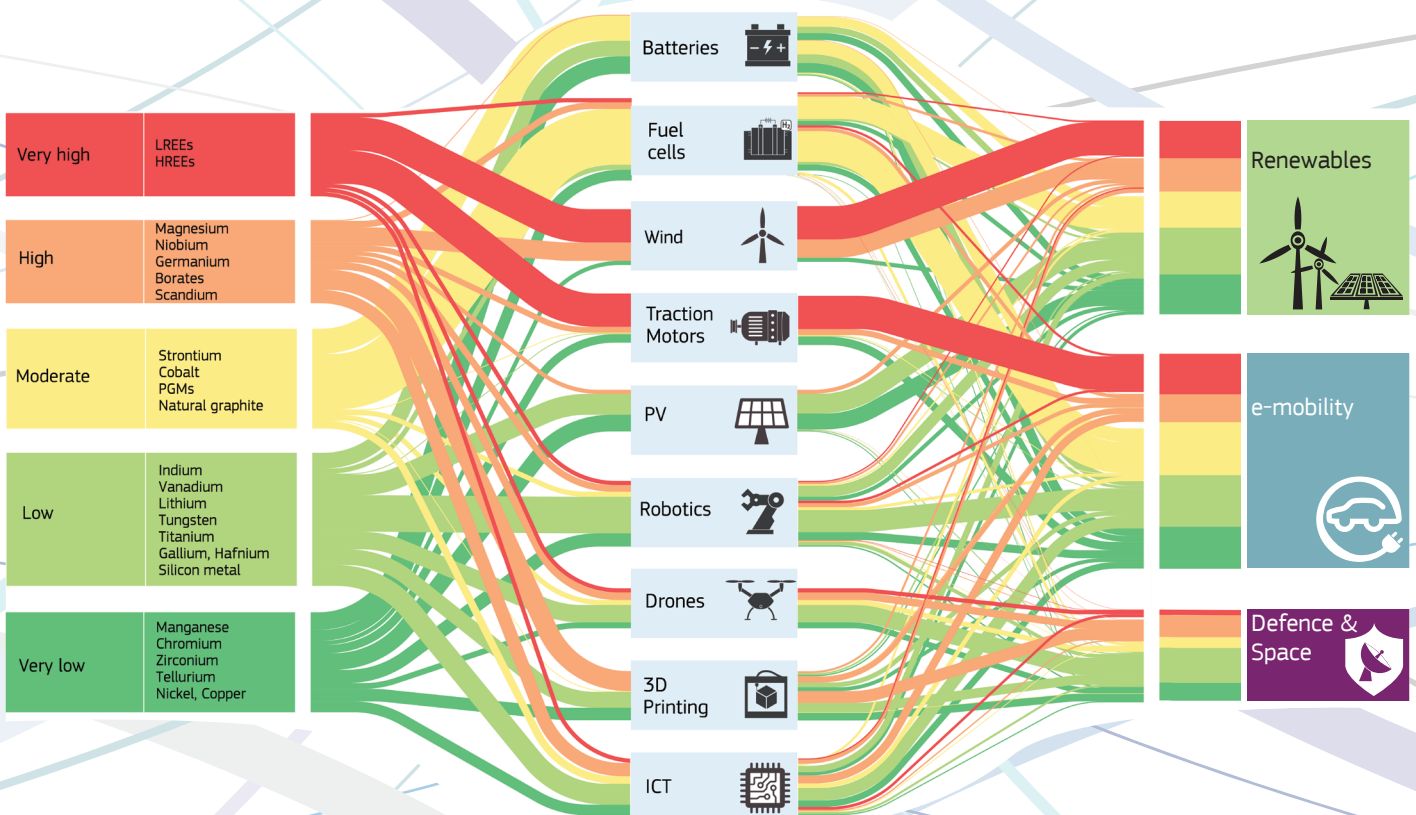 Very high
LREEs
HREEs
High
Magnesium
Niobium
Germanium
Borates
Scandium
Moderate
Strontium
Cobalt
PGMs
Natural graphite
Low
Indium
Vanadium
Lithium
Tungsten
Titanium
Gallium, Hafnium
Silicon metal
Very low
Manganese
Chromium
Zirconium
Tellurium
Nickel, Copper
Batteries
Fuel
cells
H2
Wind
Traction
Motors
PV
Robotics
Drones
3D
Printing
ICT
Renewables
e-mobility
Defence &
Space